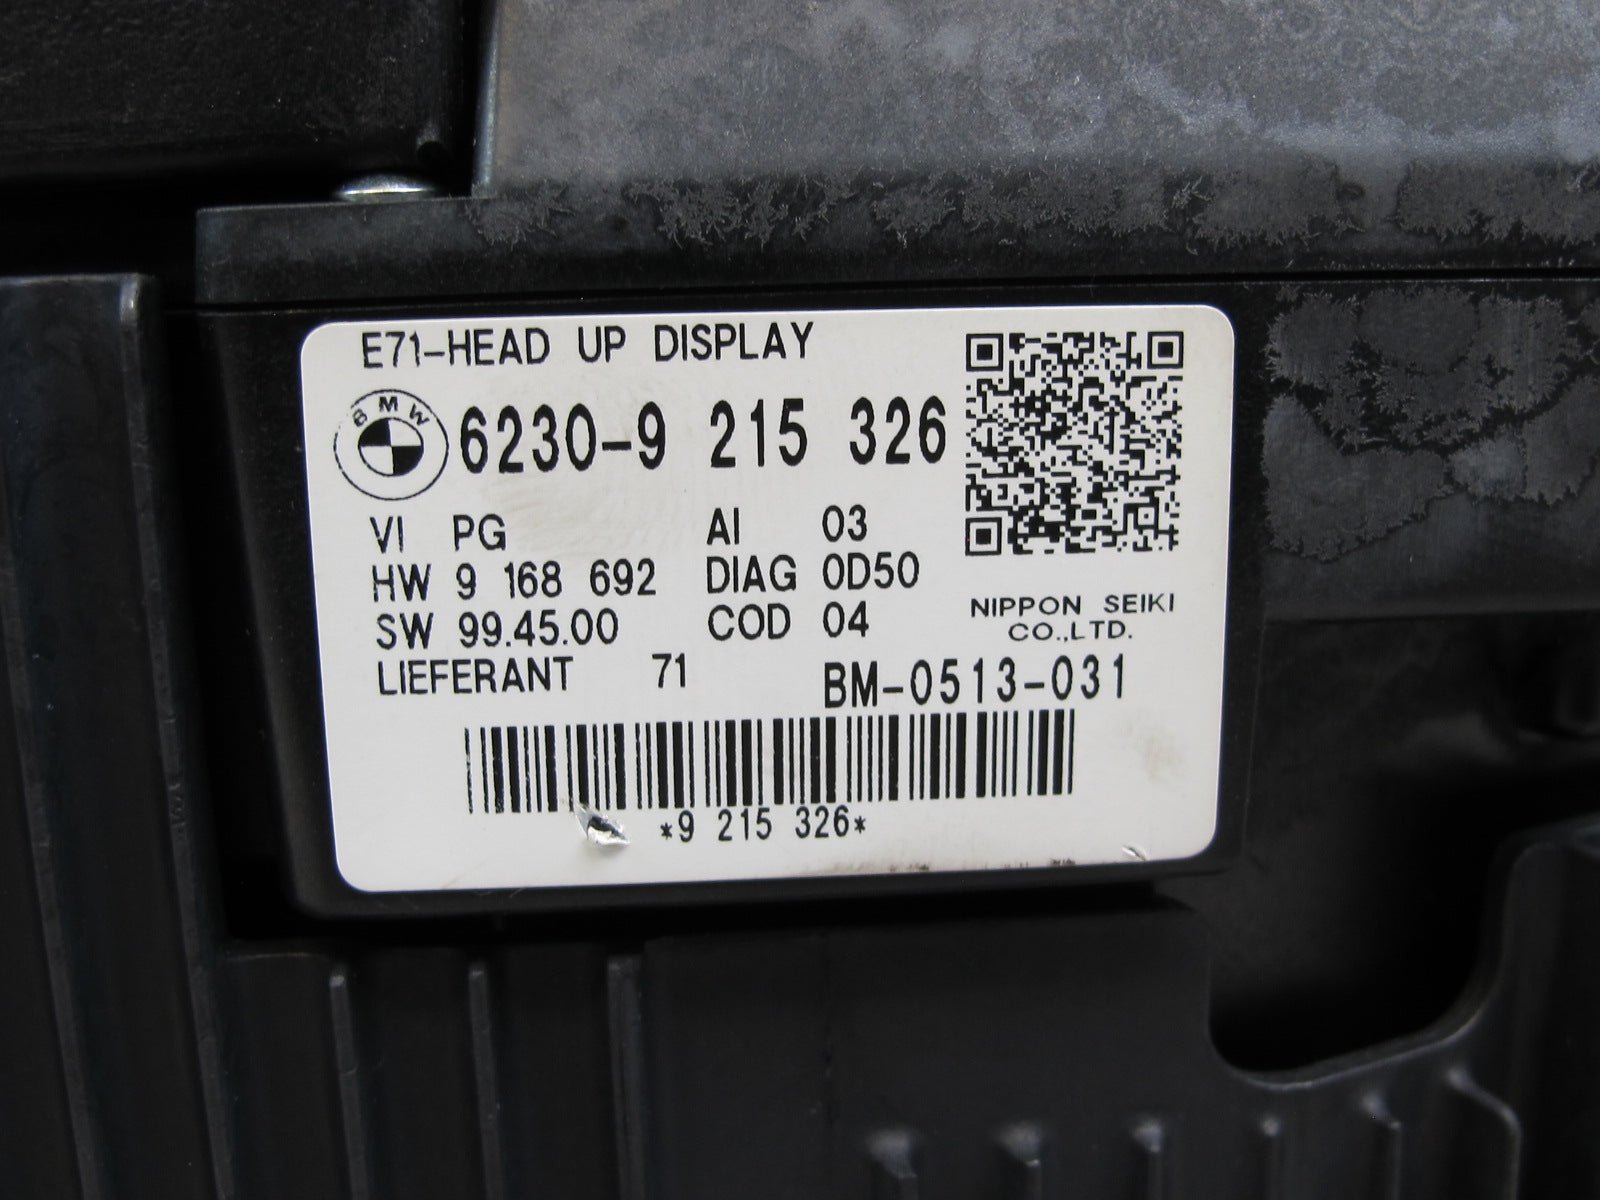 E71-HEAD UP DISPLAY
BMW 6230-9 215 326
VI PG AI 03
HW 9 168 692 DIAG 0D50
SW 99.45.00 COD 04
NIPPON SEIKI
CO.,LTD.
LIEFERANT 71 BM-0513-031
*9 215 326*